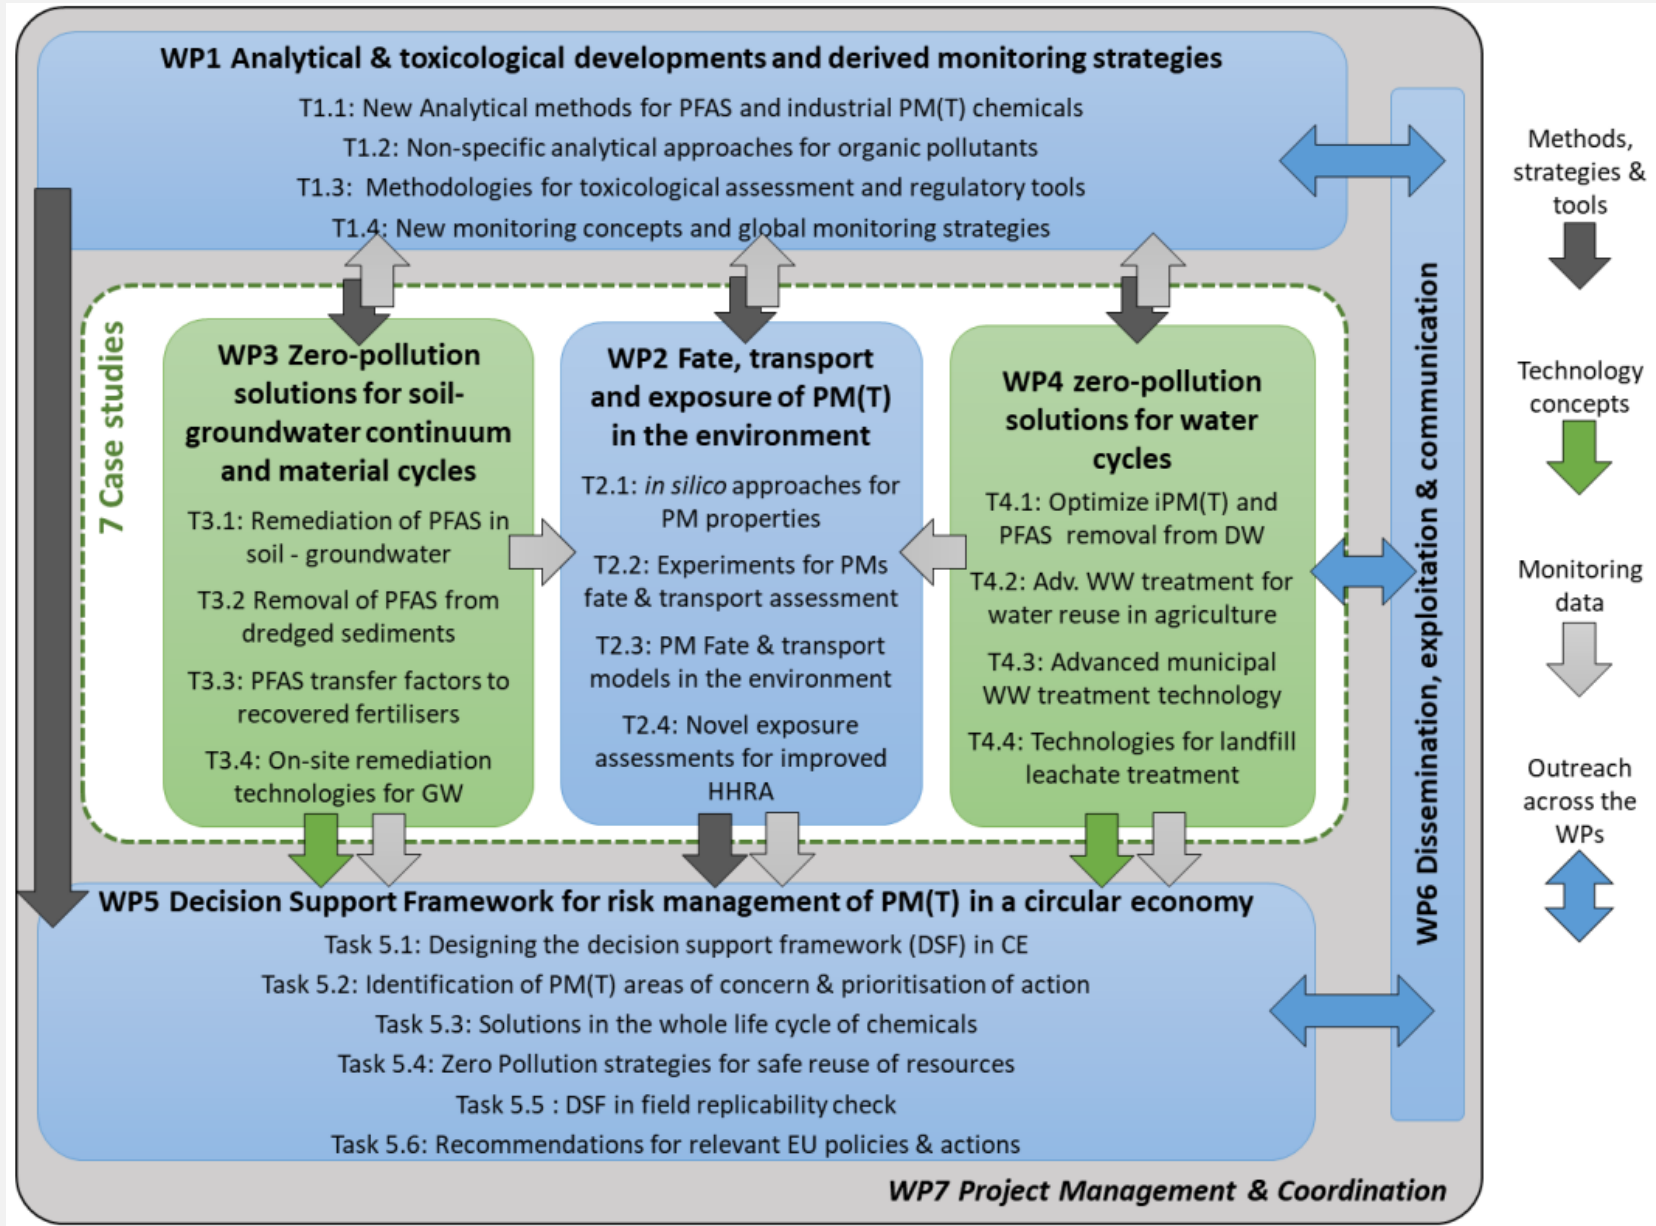 WP1 Analytical & toxicological developments and derived monitoring strategies
T1.1: New Analytical methods for PFAS and industrial PM(T) chemicals
T1.2: Non-specific analytical approaches for organic pollutants
T1.3: Methodologies for toxicological assessment and regulatory tools
T1.4: New monitoring concepts and global monitoring strategies
7 Case studies
WP3 Zero-pollution
solutions for soil-
groundwater continuum
and material cycles
T3.1: Remediation of PFAS in
soil - groundwater
T3.2 Removal of PFAS from
dredged sediments
T3.3: PFAS transfer factors to
recovered fertilisers
T3.4: On-site remediation
technologies for GW
WP2 Fate, transport
and exposure of PM(T)
in the environment
T2.1: in silico approaches for
PM properties
T2.2: Experiments for PMs
fate & transport assessment
T2.3: PM Fate & transport
models in the environment
T2.4: Novel exposure
assessments for improved
HHRA
WP4 zero-pollution
solutions for water
cycles
T4.1: Optimize iPM(T) and
PFAS removal from DW
T4.2: Adv. WW treatment for
water reuse in agriculture
T4.3: Advanced municipal
WW treatment technology
T4.4: Technologies for landfill
leachate treatment
WP5 Decision Support Framework for risk management of PM(T) in a circular economy
Task 5.1: Designing the decision support framework (DSF) in CE
Task 5.2: Identification of PM(T) areas of concern & prioritisation of action
Task 5.3: Solutions in the whole life cycle of chemicals
Task 5.4: Zero Pollution strategies for safe reuse of resources
Task 5.5 : DSF in field replicability check
Task 5.6: Recommendations for relevant EU policies & actions
WP7 Project Management & Coordination
WP6 Dissemination, exploitation & communication
Methods,
strategies &
tools
Technology
concepts
Monitoring
data
Outreach
across the
WPs